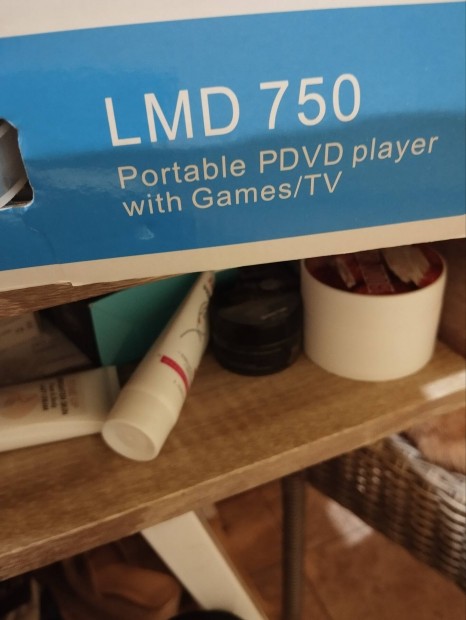 LMD 750
Portable PDVD player
with Games/TV